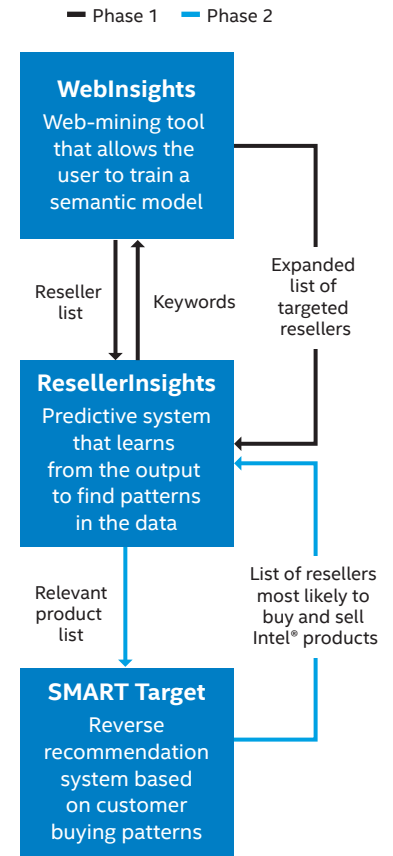 Phase 1 Phase 2
WebInsights
Web-mining tool
that allows the
user to train a
semantic model
Reseller
list
Keywords
Expanded
list of
targeted
resellers
ResellerInsights
Predictive system
that learns
from the output
to find patterns
in the data
Relevant
product
list
List of resellers
most likely to
buy and sell
Intel® products
SMART Target
Reverse
recommendation
system based
on customer
buying patterns